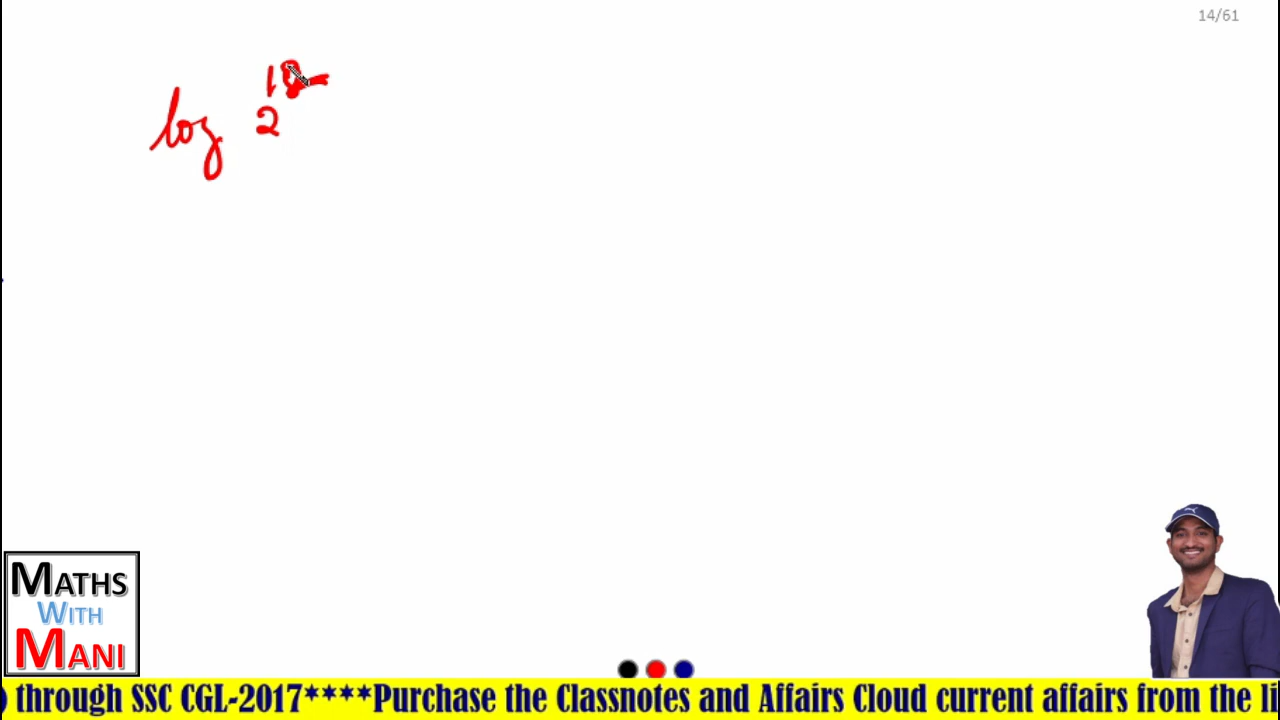 14/61
log 2
MATHS
WITH
MANI
through SSC CGL-2017****Purchase the Classnotes and Affairs Cloud current affairs from the li